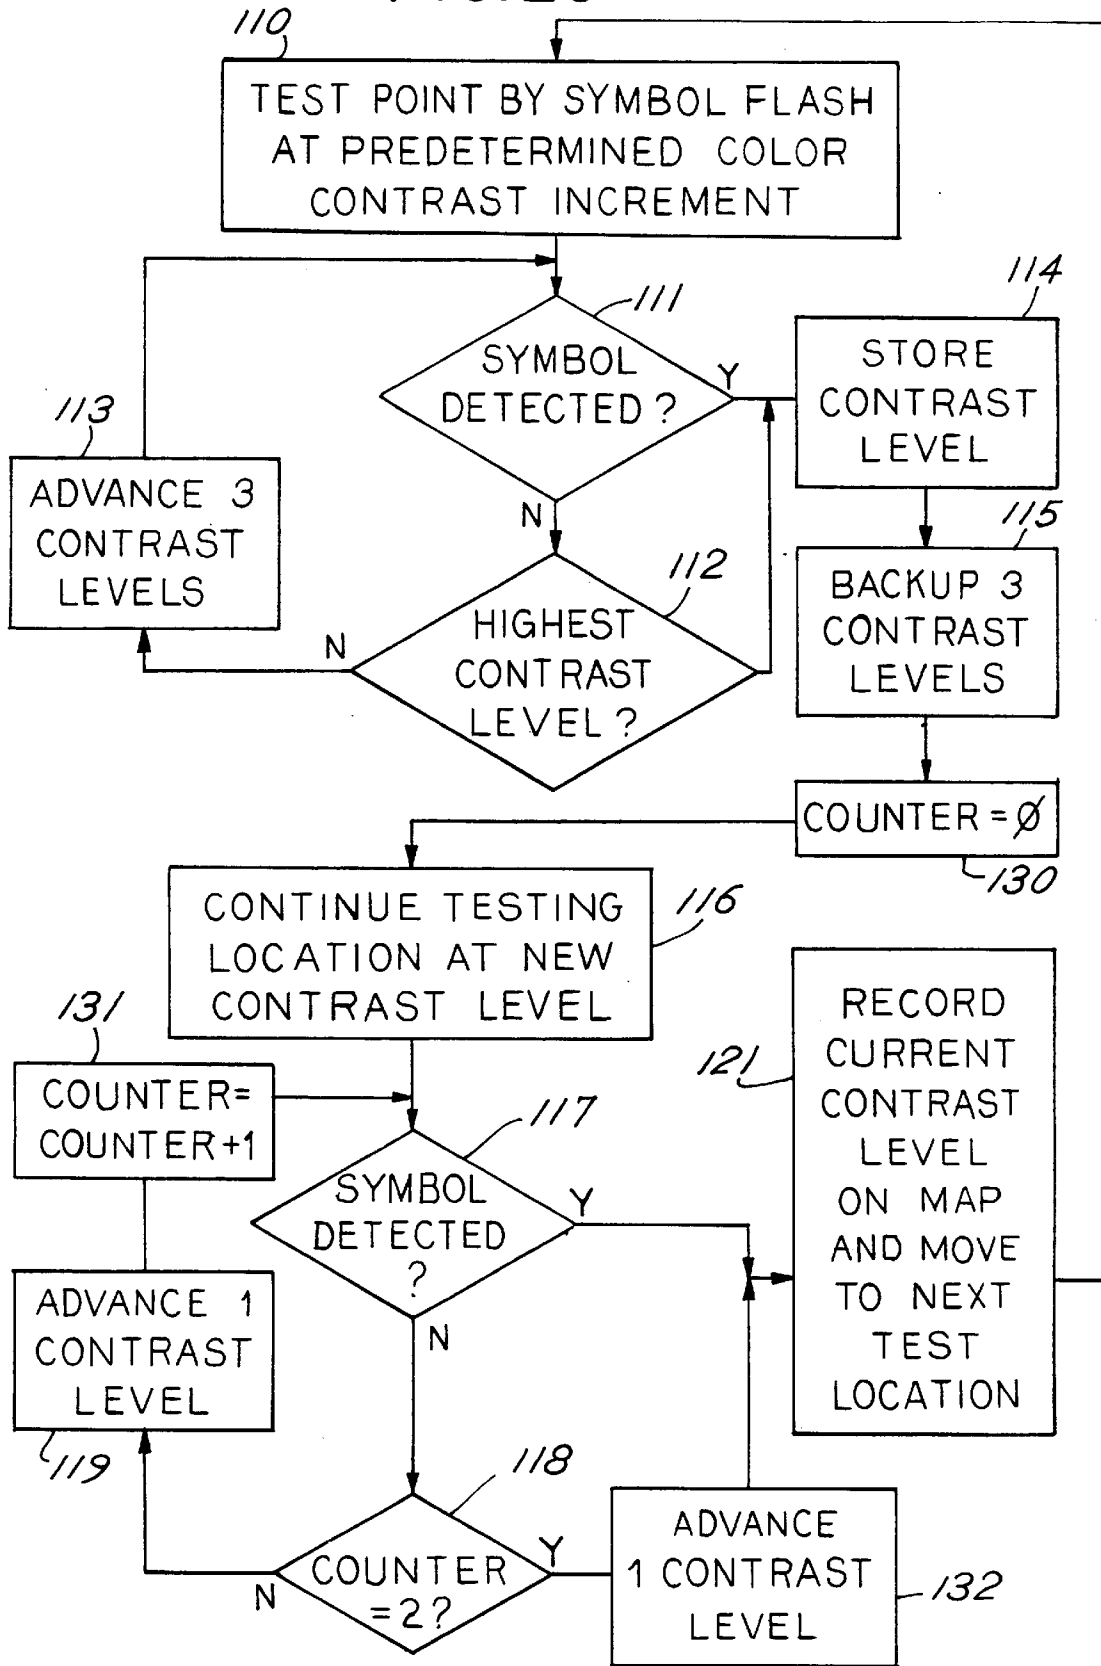 110
TEST POINT BY SYMBOL FLASH
AT PREDETERMINED COLOR
CONTRAST INCREMENT
111
SYMBOL
DETECTED ?
Y
N
114
STORE
CONTRAST
LEVEL
113
ADVANCE 3
CONTRAST
LEVELS
112
HIGHEST
CONTRAST
LEVEL ?
N
115
BACKUP 3
CONTRAST
LEVELS
COUNTER = Ø
130
CONTINUE TESTING
LOCATION AT NEW
CONTRAST LEVEL
116
131
COUNTER=
COUNTER+1
117
SYMBOL
DETECTED
?
Y
N
121
RECORD
CURRENT
CONTRAST
LEVEL
ON MAP
AND MOVE
TO NEXT
TEST
LOCATION
ADVANCE 1
CONTRAST
LEVEL
119
118
COUNTER
=2?
N
Y
ADVANCE
1 CONTRAST
LEVEL
132